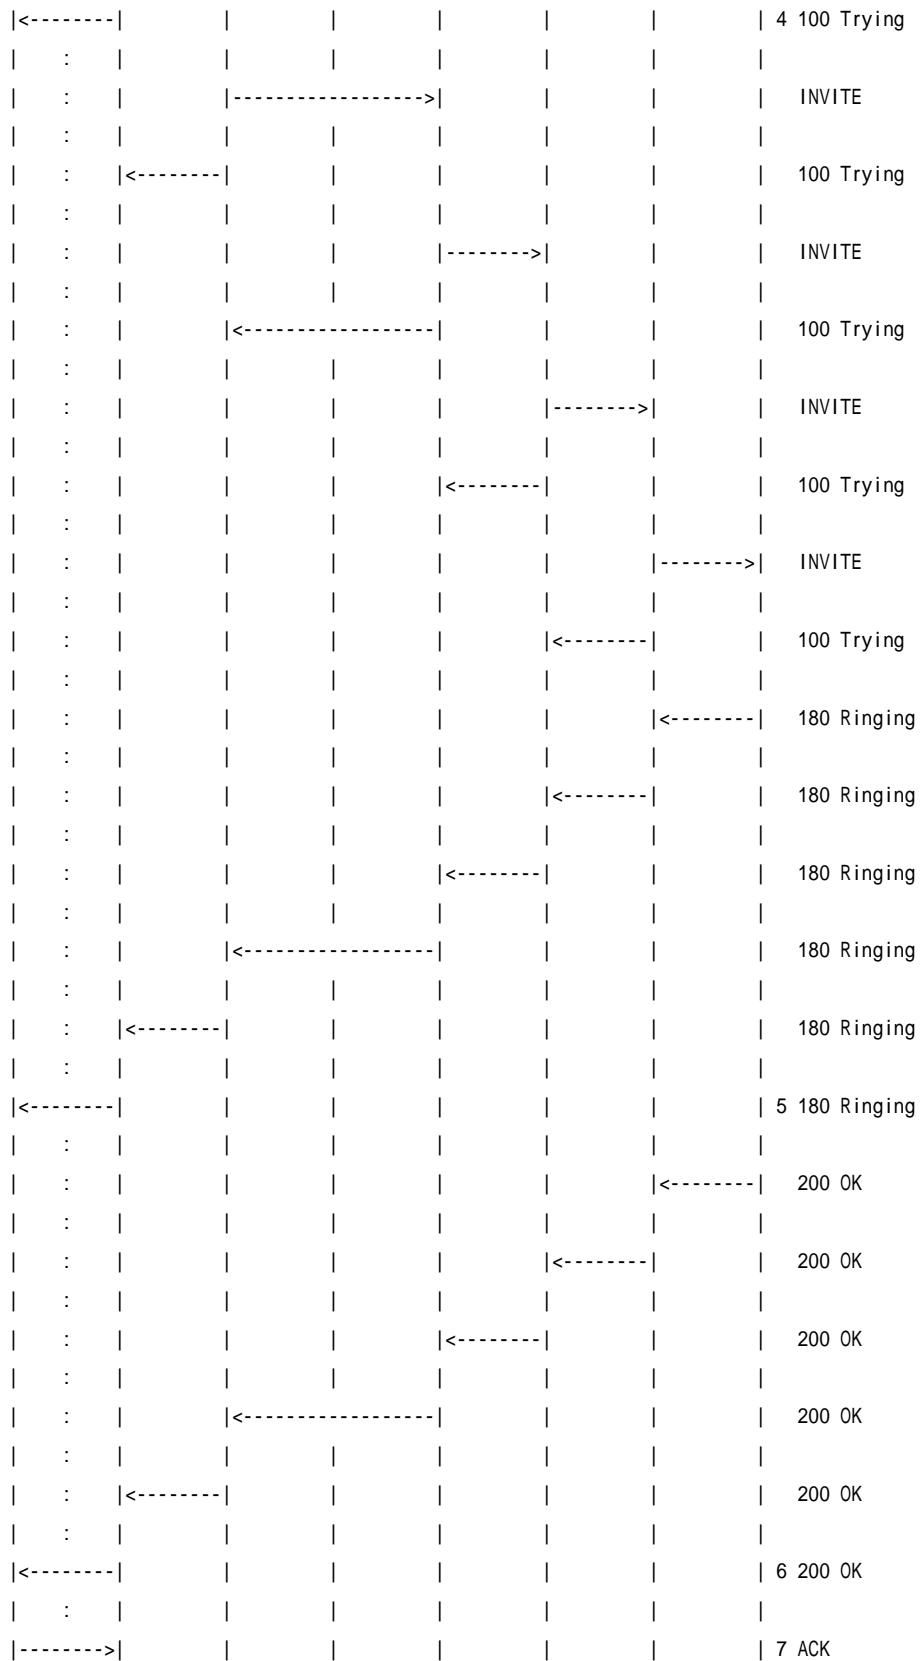 |<---------|         |         |         |         |         |         | 4 100 Trying
|    :    |         |         |         |         |         |         |
|    :    |         |------------------>|         |         |         |   INVITE
|    :    |         |         |         |         |         |         |
|    :    |<---------|         |         |         |         |         |   100 Trying
|    :    |         |         |         |         |         |         |
|    :    |         |         |         |-------->|         |         |   INVITE
|    :    |         |         |         |         |         |         |
|    :    |         |<------------------|         |         |         |   100 Trying
|    :    |         |         |         |         |         |         |
|    :    |         |         |         |         |-------->|         |   INVITE
|    :    |         |         |         |         |         |         |
|    :    |         |         |         |<--------|         |         |   100 Trying
|    :    |         |         |         |         |         |         |
|    :    |         |         |         |         |         |-------->|   INVITE
|    :    |         |         |         |         |         |         |
|    :    |         |         |         |         |<--------|         |   100 Trying
|    :    |         |         |         |         |         |         |
|    :    |         |         |         |         |         |<--------|   180 Ringing
|    :    |         |         |         |         |         |         |
|    :    |         |         |         |         |<--------|         |   180 Ringing
|    :    |         |         |         |         |         |         |
|    :    |         |         |         |<--------|         |         |   180 Ringing
|    :    |         |         |         |         |         |         |
|    :    |         |<------------------|         |         |         |   180 Ringing
|    :    |         |         |         |         |         |         |
|    :    |<--------|         |         |         |         |         |   180 Ringing
|    :    |         |         |         |         |         |         |
|<--------|         |         |         |         |         |         | 5 180 Ringing
|    :    |         |         |         |         |         |         |
|    :    |         |         |         |         |         |<--------|   200 OK
|    :    |         |         |         |         |         |         |
|    :    |         |         |         |         |<--------|         |   200 OK
|    :    |         |         |         |         |         |         |
|    :    |         |         |         |<--------|         |         |   200 OK
|    :    |         |         |         |         |         |         |
|    :    |         |<------------------|         |         |         |   200 OK
|    :    |         |         |         |         |         |         |
|    :    |<--------|         |         |         |         |         |   200 OK
|    :    |         |         |         |         |         |         |
|<--------|         |         |         |         |         |         | 6 200 OK
|    :    |         |         |         |         |         |         |
|-------->|         |         |         |         |         |         | 7 ACK